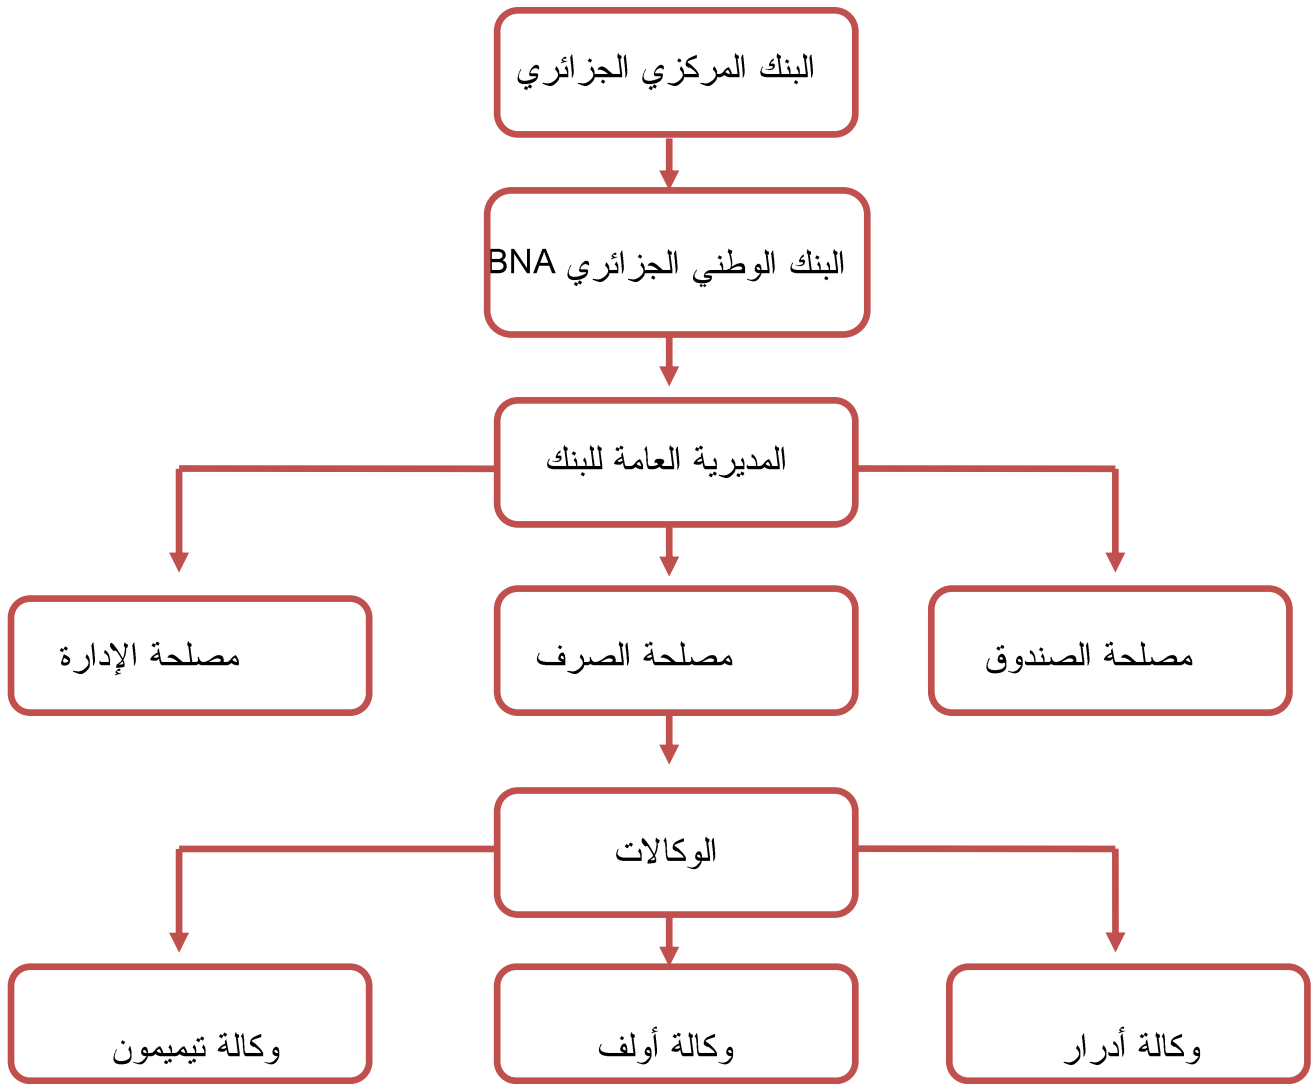 البنك المركزي الجزائري
البنك الوطني الجزائري BNA
المديرية العامة للبنك
مصلحة الصندوق
مصلحة الصرف
مصلحة الإدارة
الوكالات
وكالة أدرار
وكالة أولف
وكالة تيميمون